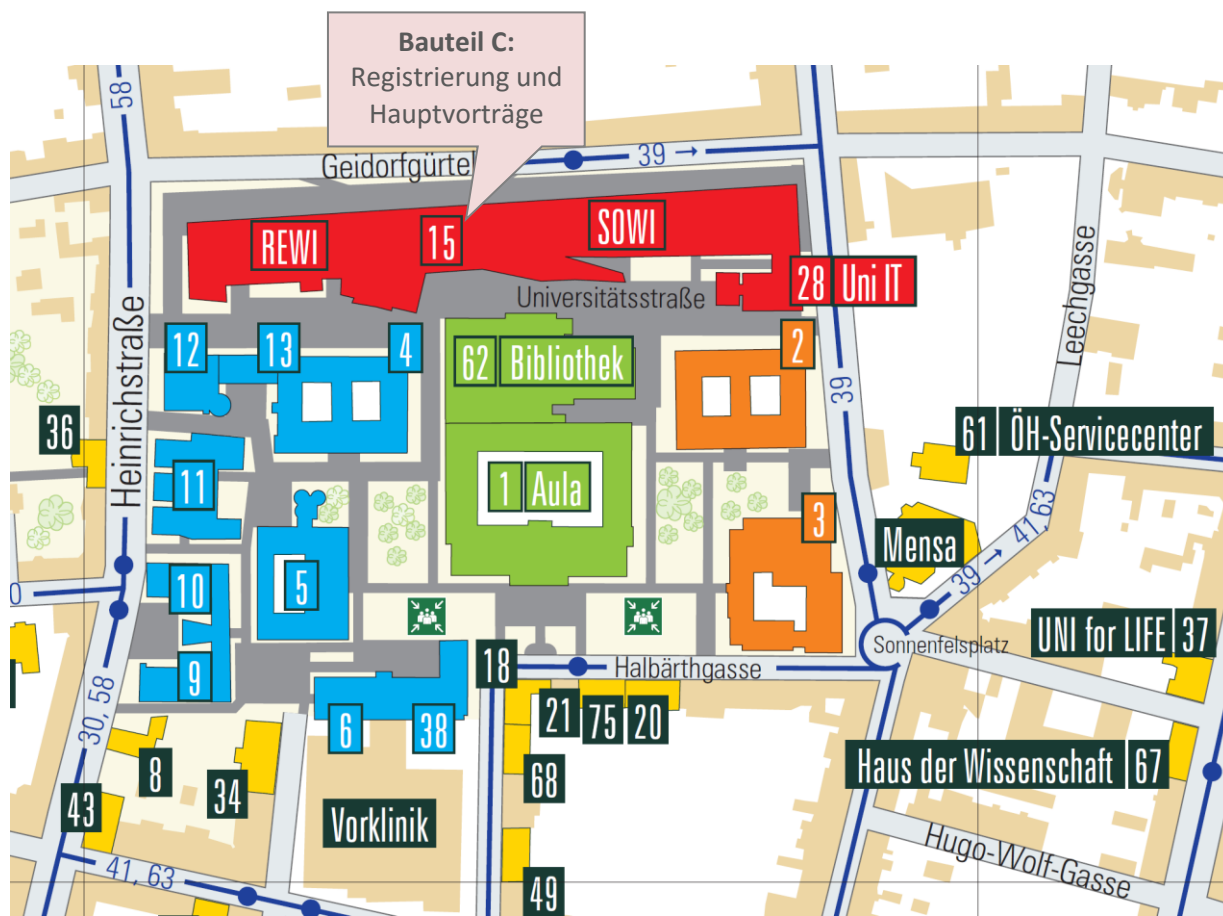 Bauteil C:
Registrierung und
Hauptvorträge
58
Geidorfgürtel
39 →
REWI
15
SOWI
28 Uni IT
Universitätsstraße
Heinrichstraße
Leechgasse
12
13
4
62 Bibliothek
2
39
36
61 ÖH-Servicecenter
11
1 Aula
3
Mensa
39 → 41, 63
10
5
0
Sonnenfelsplatz
UNI for LIFE 37
18
Halbärthgasse
9
21
75
20
6
38
30, 58
8
34
68
Haus der Wissenschaft 67
43
Vorklinik
Hugo-Wolf-Gasse
41, 63
49